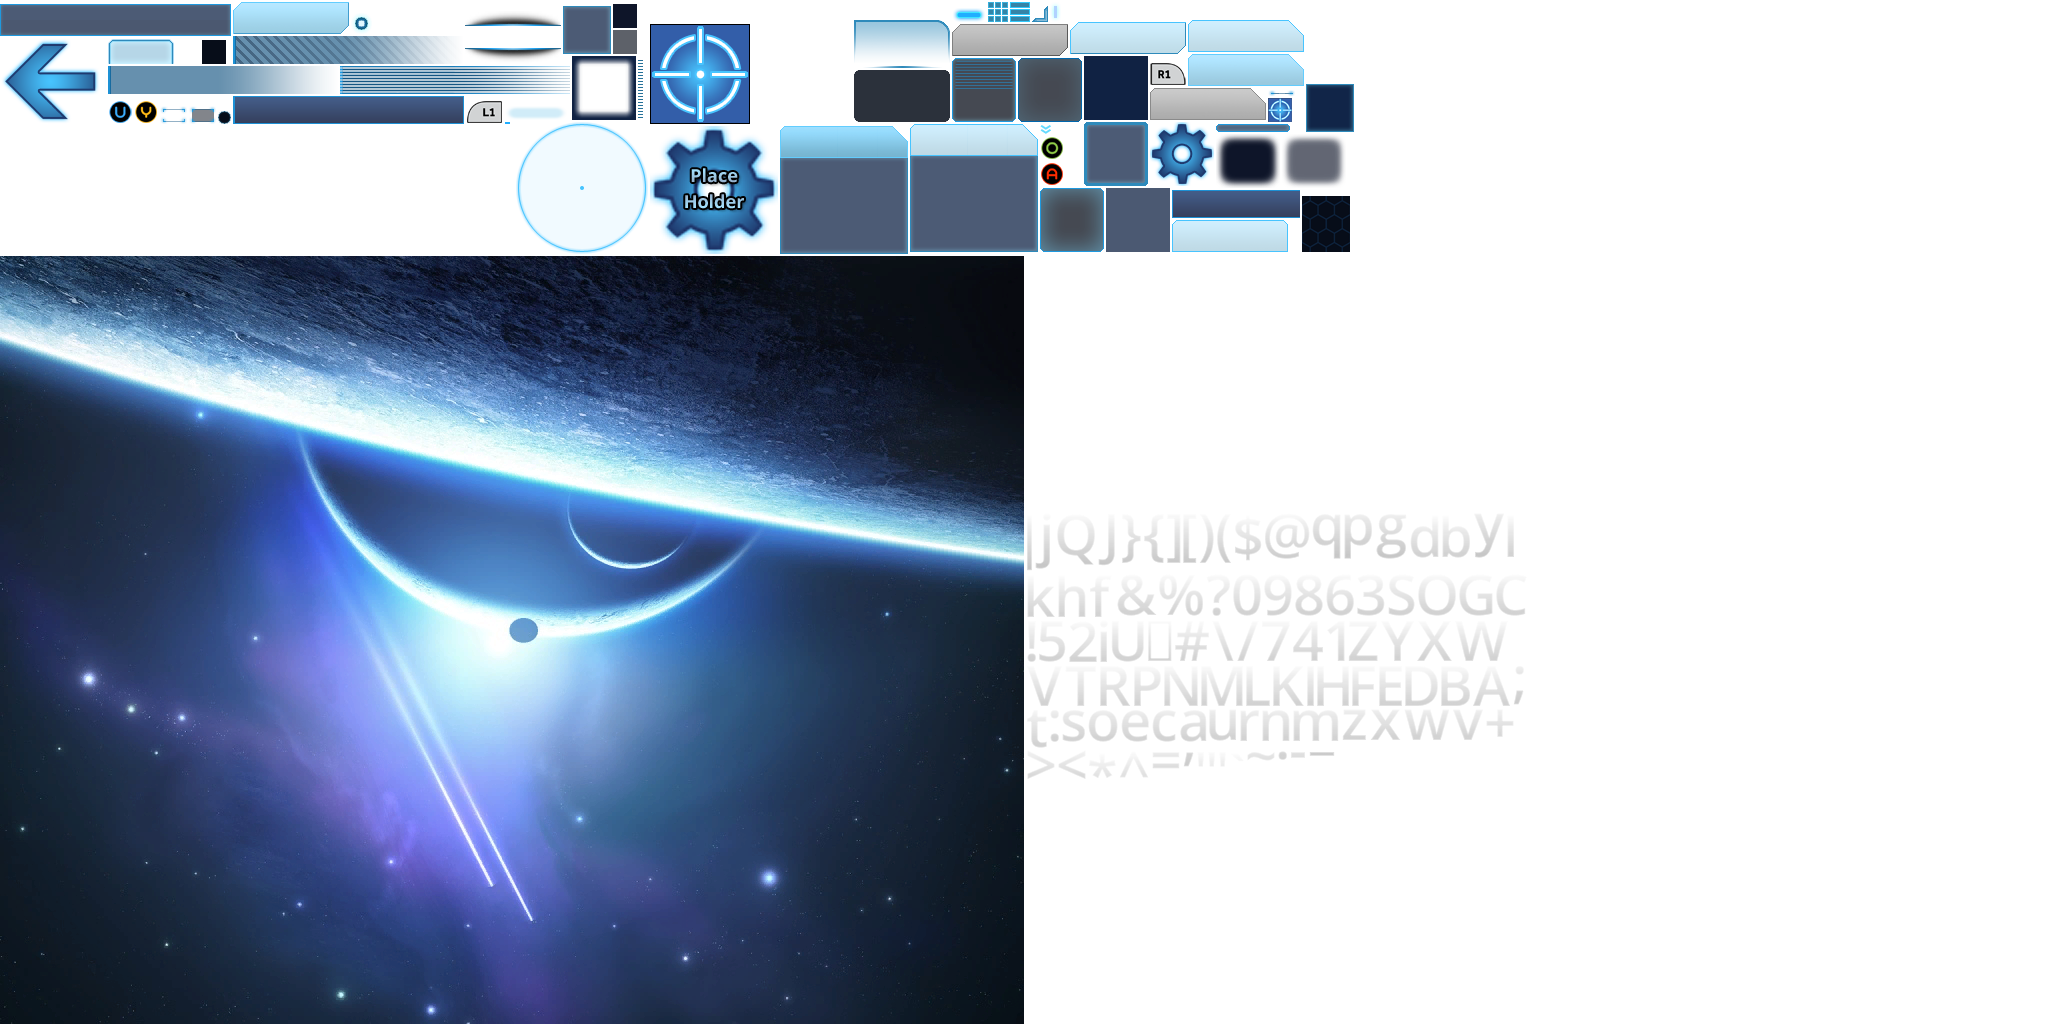 L1
R1
U
Y
O
A
Place
Holder
|jQJ}{][)($@qpgdbyl
khf&%?09863SOGC
!52iU▯#\/741ZYXW
VTRPNMLKIHFEDBA;
t:soecaurnmzxwv+
><*^=,"'`~.-_